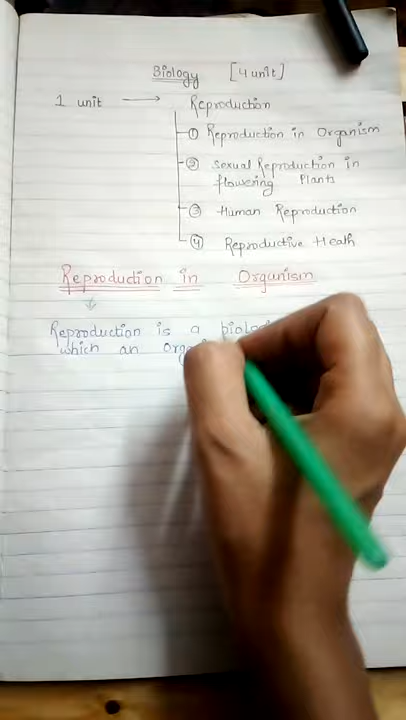 Biology [4 unit]
1 unit → Reproduction
① Reproduction in Organism
② Sexual Reproduction in
flowering Plants
③ Human Reproduction
④ Reproductive Heath
Reproduction in Organism
Reproduction is a
which an